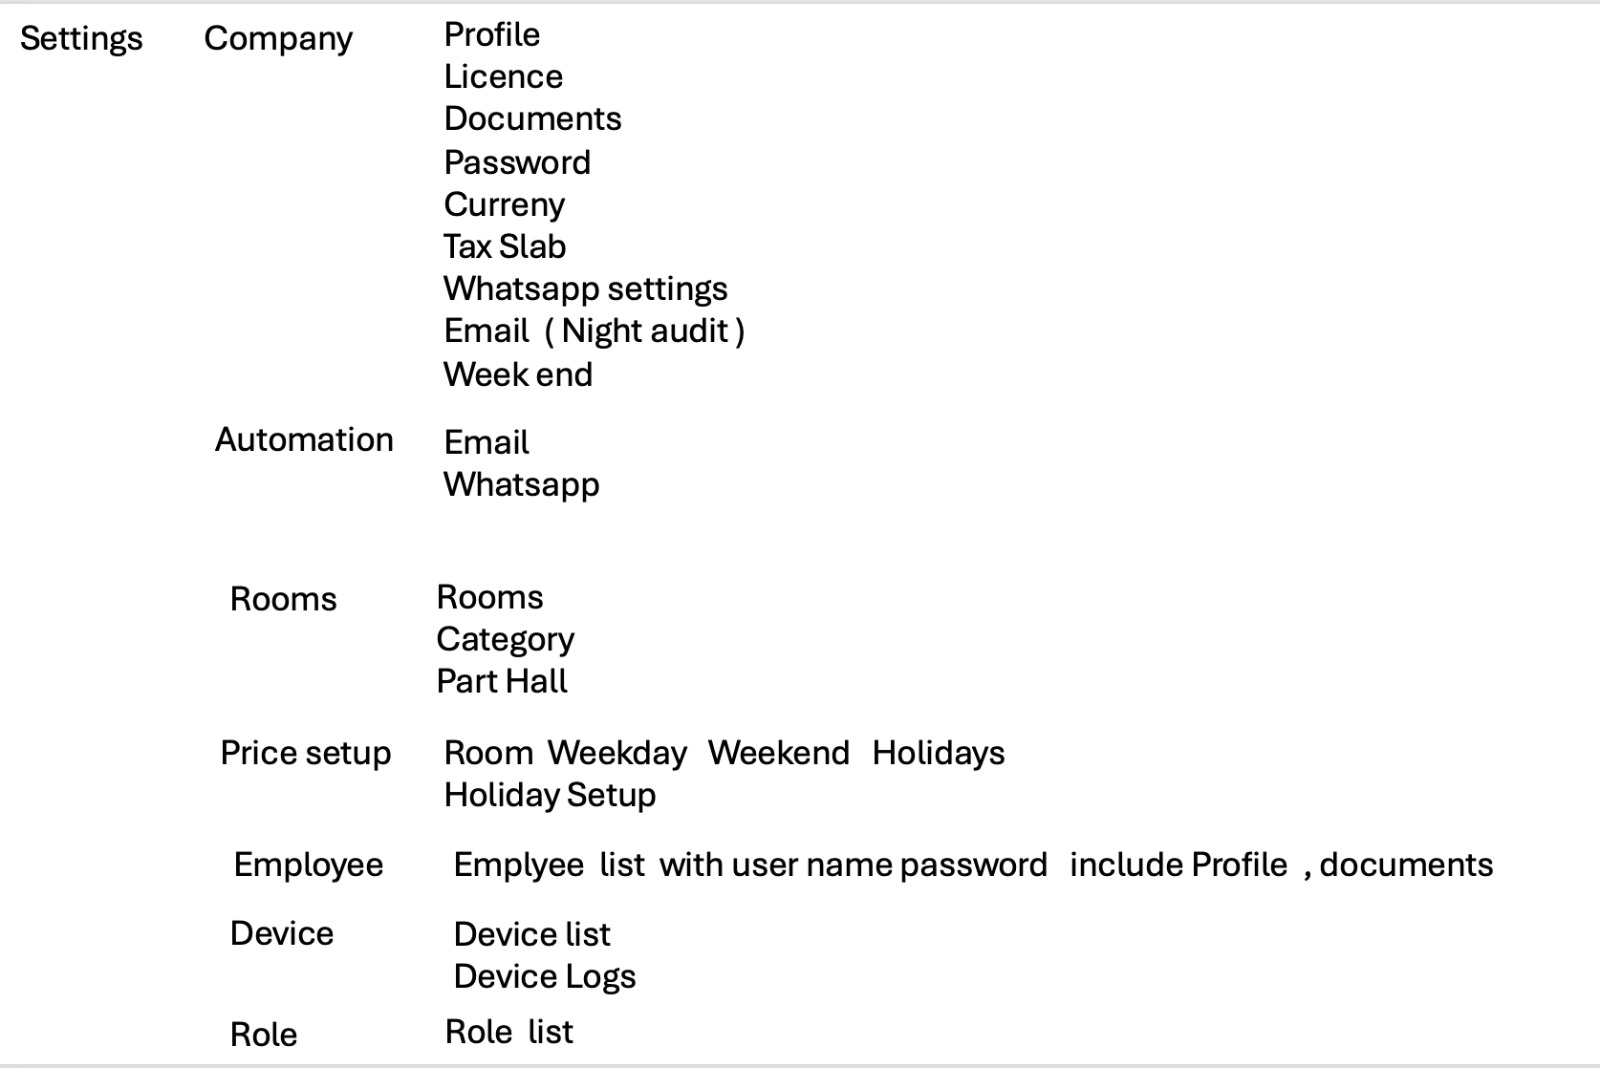 Settings Company Profile
Licence
Documents
Password
Curreny
Tax Slab
Whatsapp settings
Email ( Night audit )
Week end
Automation Email
Whatsapp
Rooms Rooms
Category
Part Hall
Price setup Room Weekday Weekend Holidays
Holiday Setup
Employee Emplyee list with user name password include Profile , documents
Device Device list
Device Logs
Role Role list